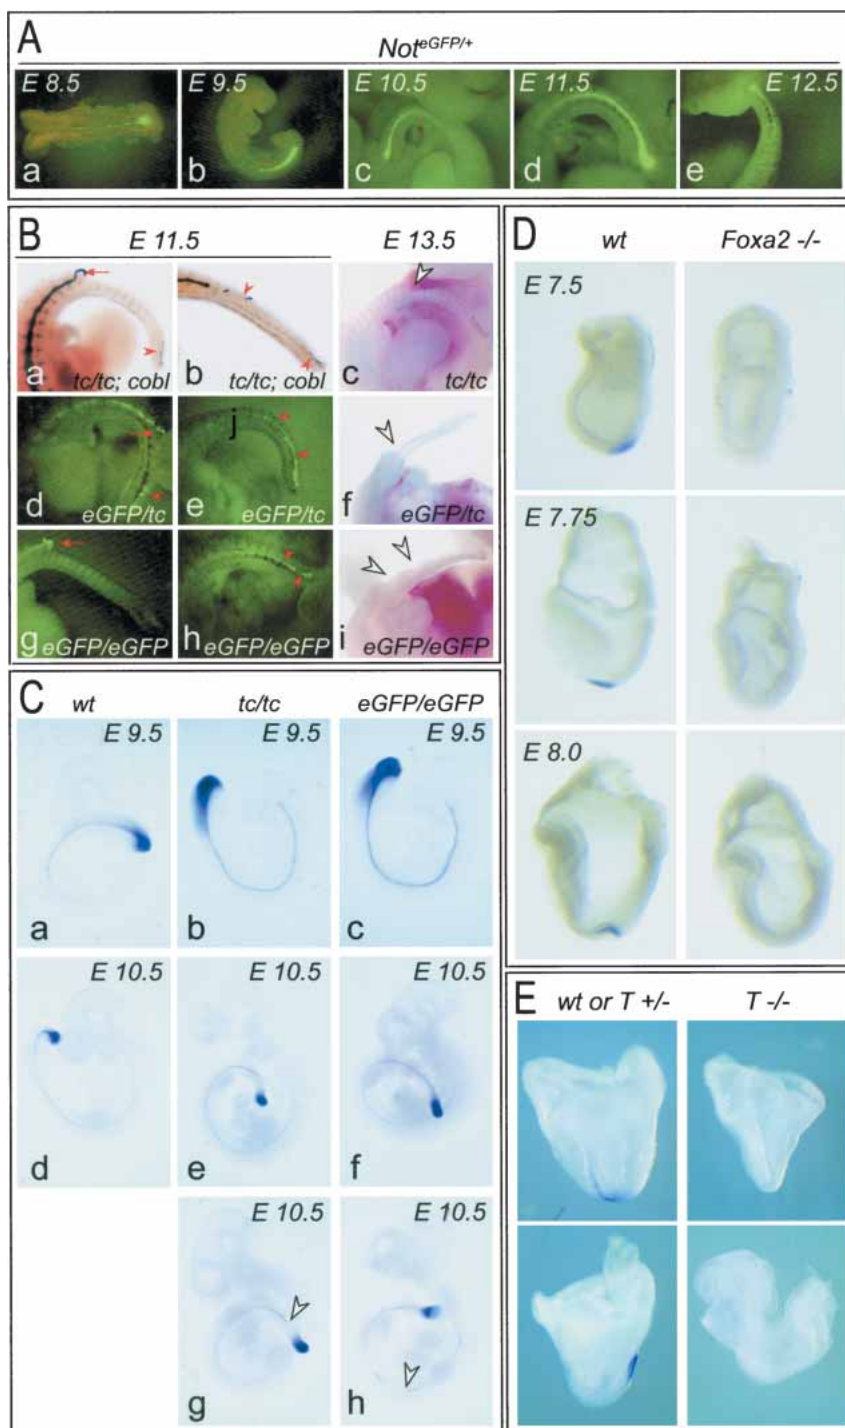 A
Not eGFP/+
E 8.5 E 9.5 E 10.5 E 11.5 E 12.5
a b c d e
B
E 11.5 E 13.5
a tc/tc; cobl b tc/tc; cobl c tc/tc
d eGFP/tc j e eGFP/tc f eGFP/tc
g eGFP/eGFP h eGFP/eGFP i eGFP/eGFP
C
wt tc/tc eGFP/eGFP
E 9.5 E 9.5 E 9.5
a b c
E 10.5 E 10.5 E 10.5
d e f
E 10.5 E 10.5
g h
D
wt Foxa2 -/-
E 7.5
E 7.75
E 8.0
E
wt or T +/- T -/-